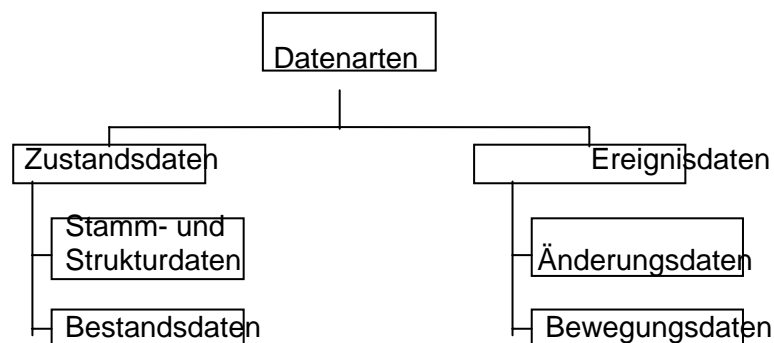 Datenarten
Zustandsdaten
Stamm- und
Strukturdaten
Bestandsdaten
Ereignisdaten
Änderungsdaten
Bewegungsdaten